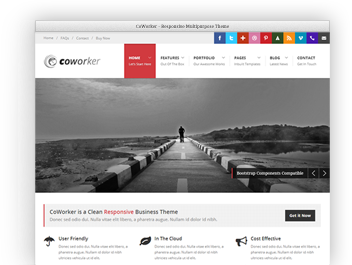 CoWorker - Responsive Multipurpose Theme
Home / FAQs / Contact / Buy Now
coworker
HOME
Let's Start Here
FEATURES
Out Of The Box
PORTFOLIO
Our Awesome Works
PAGES
Inbuilt Templates
BLOG
Latest News
CONTACT
Get In Touch
Bootstrap Components Compatible
CoWorker is a Clean Responsive Business Theme
Donec sed odio dui. Nulla vitae elit libero, a pharetra augue. Nullam id dolor id nibh.
Get it Now
User Friendly
Donec sed odio dui. Nulla vitae elit libero,
a pharetra augue. Nullam id dolor id nibh
ultricies vehicula ut id elit.
In The Cloud
Donec sed odio dui. Nulla vitae elit libero,
a pharetra augue. Nullam id dolor id nibh
ultricies vehicula ut id elit.
Cost Effective
Donec sed odio dui. Nulla vitae elit libero,
a pharetra augue. Nullam id dolor id nibh
ultricies vehicula ut id elit.